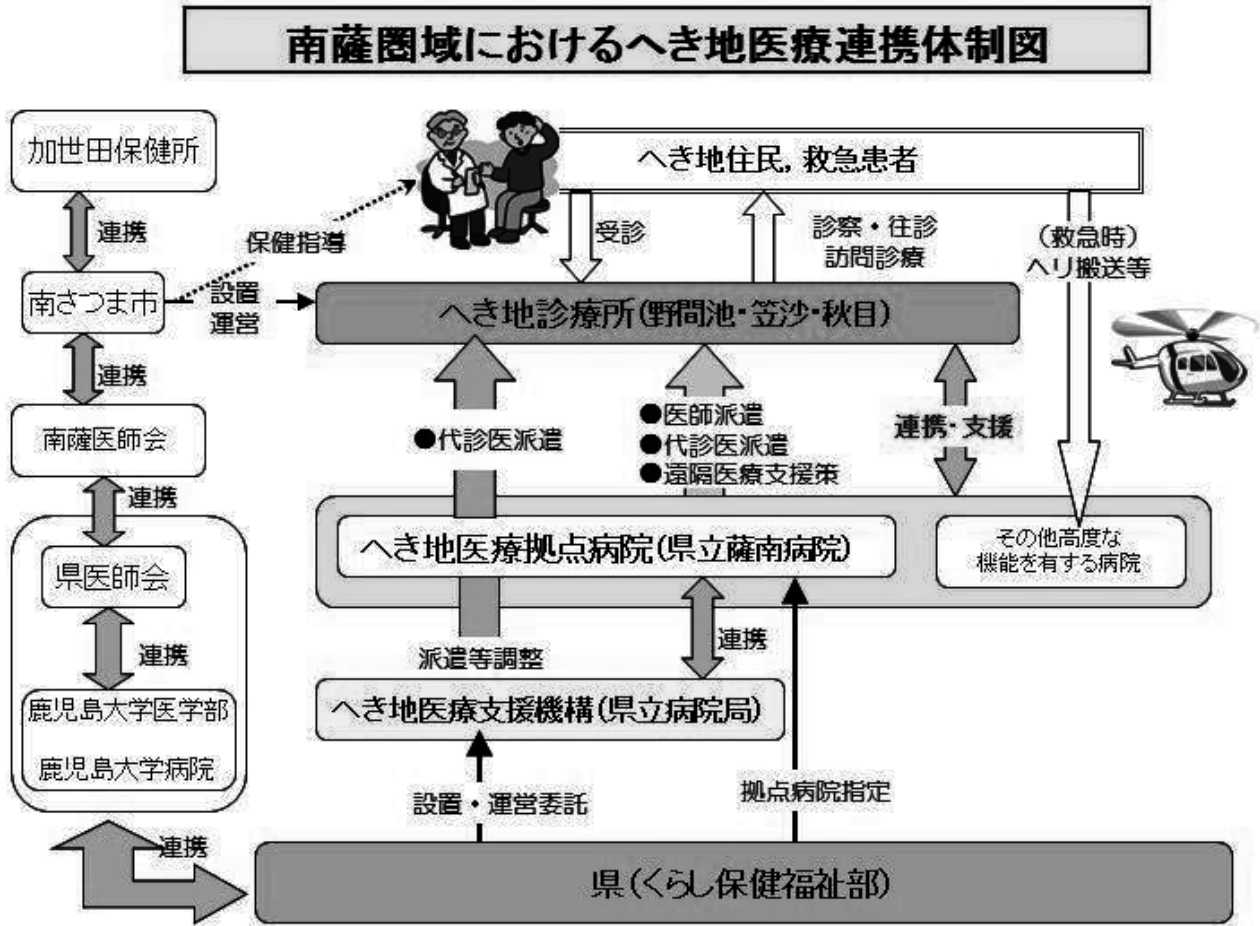 南薩圏域におけるへき地医療連携体制図
加世田保健所
へき地住民，救急患者
連携
保健指導
受診
診察・往診
訪問診療
（救急時）
ヘリ搬送等
南さつま市
設置
運営
へき地診療所(野間池・笠沙・秋目)
連携
南薩医師会
●代診医派遣
●医師派遣
●代診医派遣
●遠隔医療支援策
連携・支援
連携
へき地医療拠点病院(県立薩南病院)
その他高度な
機能を有する病院
県医師会
連携
派遣等調整
連携
鹿児島大学医学部
鹿児島大学病院
へき地医療支援機構(県立病院局)
設置・運営委託
拠点病院指定
連携
県(くらし保健福祉部)